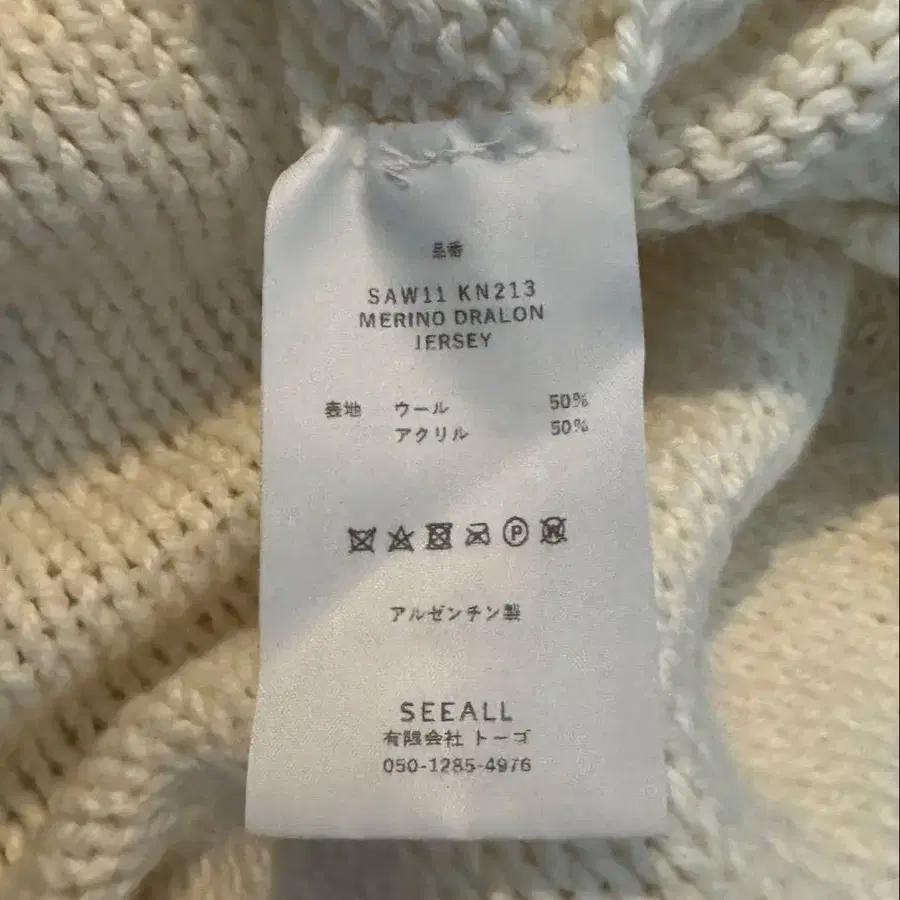 品番
SAW11 KN213
MERINO DRALON
JERSEY
表地 ウール 50%
アクリル 50%
P W
アルゼンチン製
SEEALL
有限会社 トーゴ
050-1285-4976